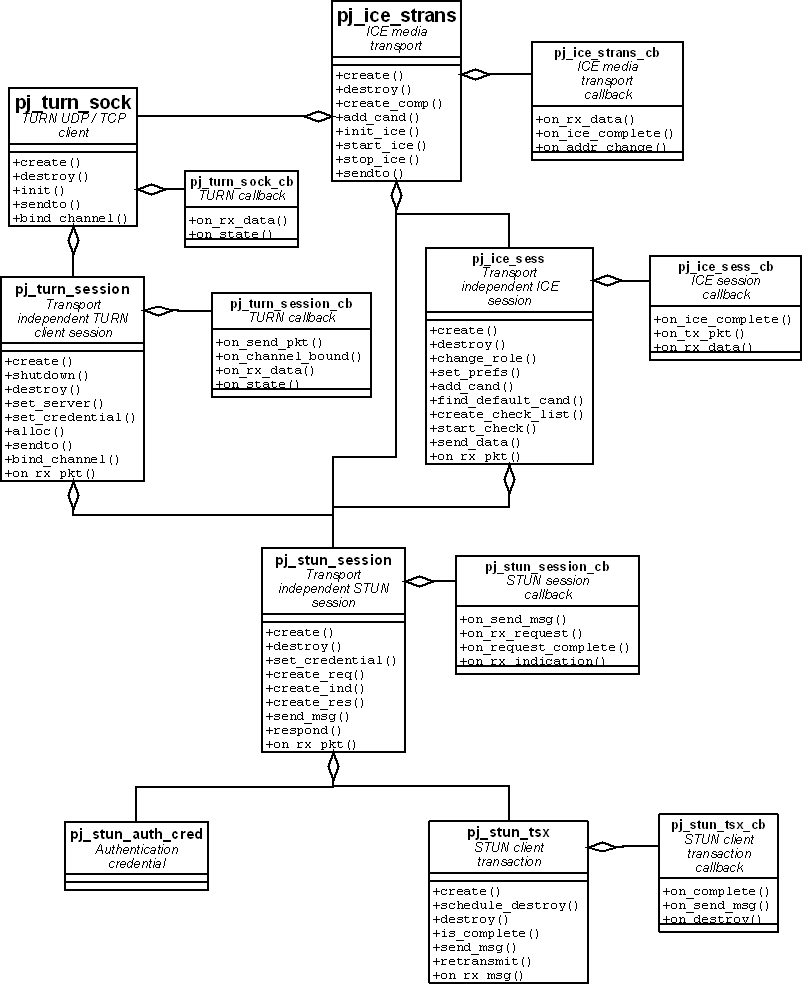 pj_ice_strans
ICE media
transport
+create()
+destroy()
+create_comp()
+add_cand()
+init_ice()
+start_ice()
+stop_ice()
+sendto()
pj_ice_strans_cb
ICE media
transport
callback
+on_rx_data()
+on_ice_complete()
+on_addr_change()
pj_turn_sock
TURN UDP / TCP
client
+create()
+destroy()
+init()
+sendto()
+bind_channel()
pj_turn_sock_cb
TURN callback
+on_rx_data()
+on_state()
pj_ice_sess
Transport
independent ICE
session
+create()
+destroy()
+change_role()
+set_prefs()
+add_cand()
+find_default_cand()
+create_check_list()
+start_check()
+send_data()
+on_rx_pkt()
pj_ice_sess_cb
ICE session
callback
+on_ice_complete()
+on_tx_pkt()
+on_rx_data()
pj_turn_session
Transport
independent TURN
client session
+create()
+shutdown()
+destroy()
+set_server()
+set_credential()
+alloc()
+sendto()
+bind_channel()
+on_rx_pkt()
pj_turn_session_cb
TURN callback
+on_send_pkt()
+on_channel_bound()
+on_rx_data()
+on_state()
pj_stun_session
Transport
independent STUN
session
+create()
+destroy()
+set_credential()
+create_req()
+create_ind()
+create_res()
+send_msg()
+respond()
+on_rx_pkt()
pj_stun_session_cb
STUN session
callback
+on_send_msg()
+on_rx_request()
+on_request_complete()
+on_rx_indication()
pj_stun_auth_cred
Authentication
credential
pj_stun_tsx
STUN client
transaction
+create()
+schedule_destroy()
+destroy()
+is_complete()
+send_msg()
+retransmit()
+on_rx_msg()
pj_stun_tsx_cb
STUN client
transaction
callback
+on_complete()
+on_send_msg()
+on_destroy()